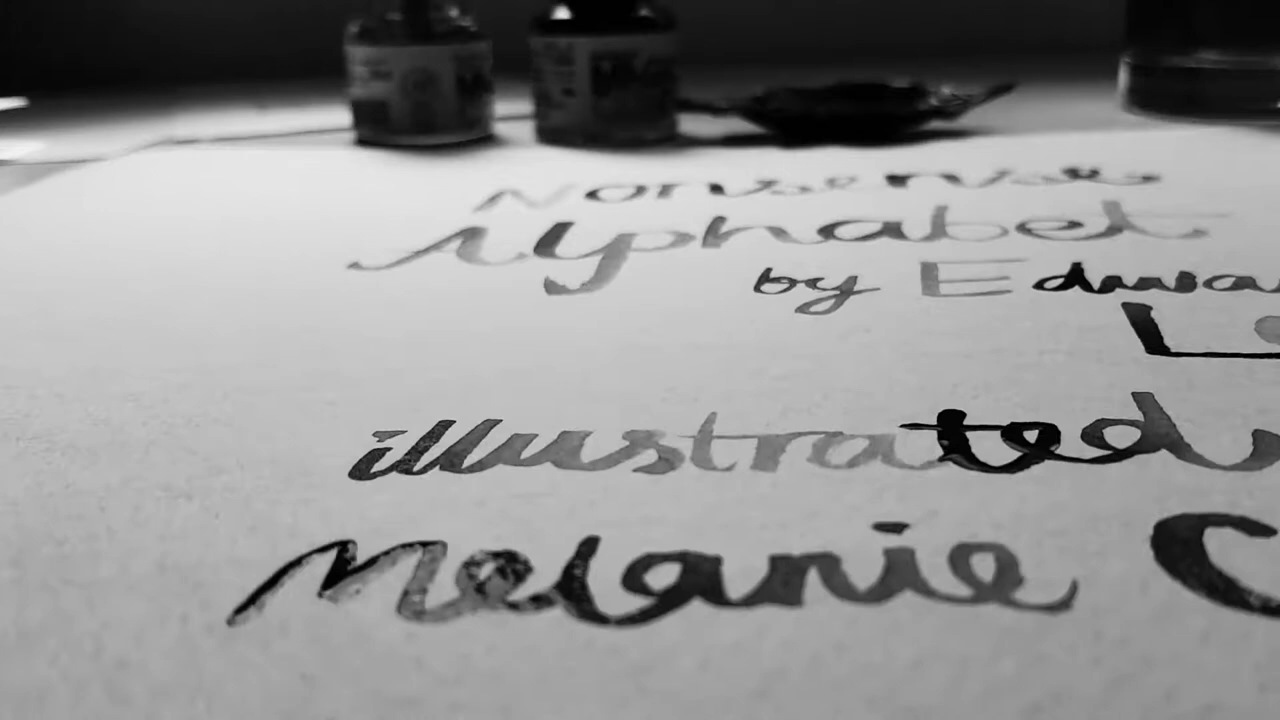 Nonsense
Alphabet
by Edwa
L
illustrated
Melanie C